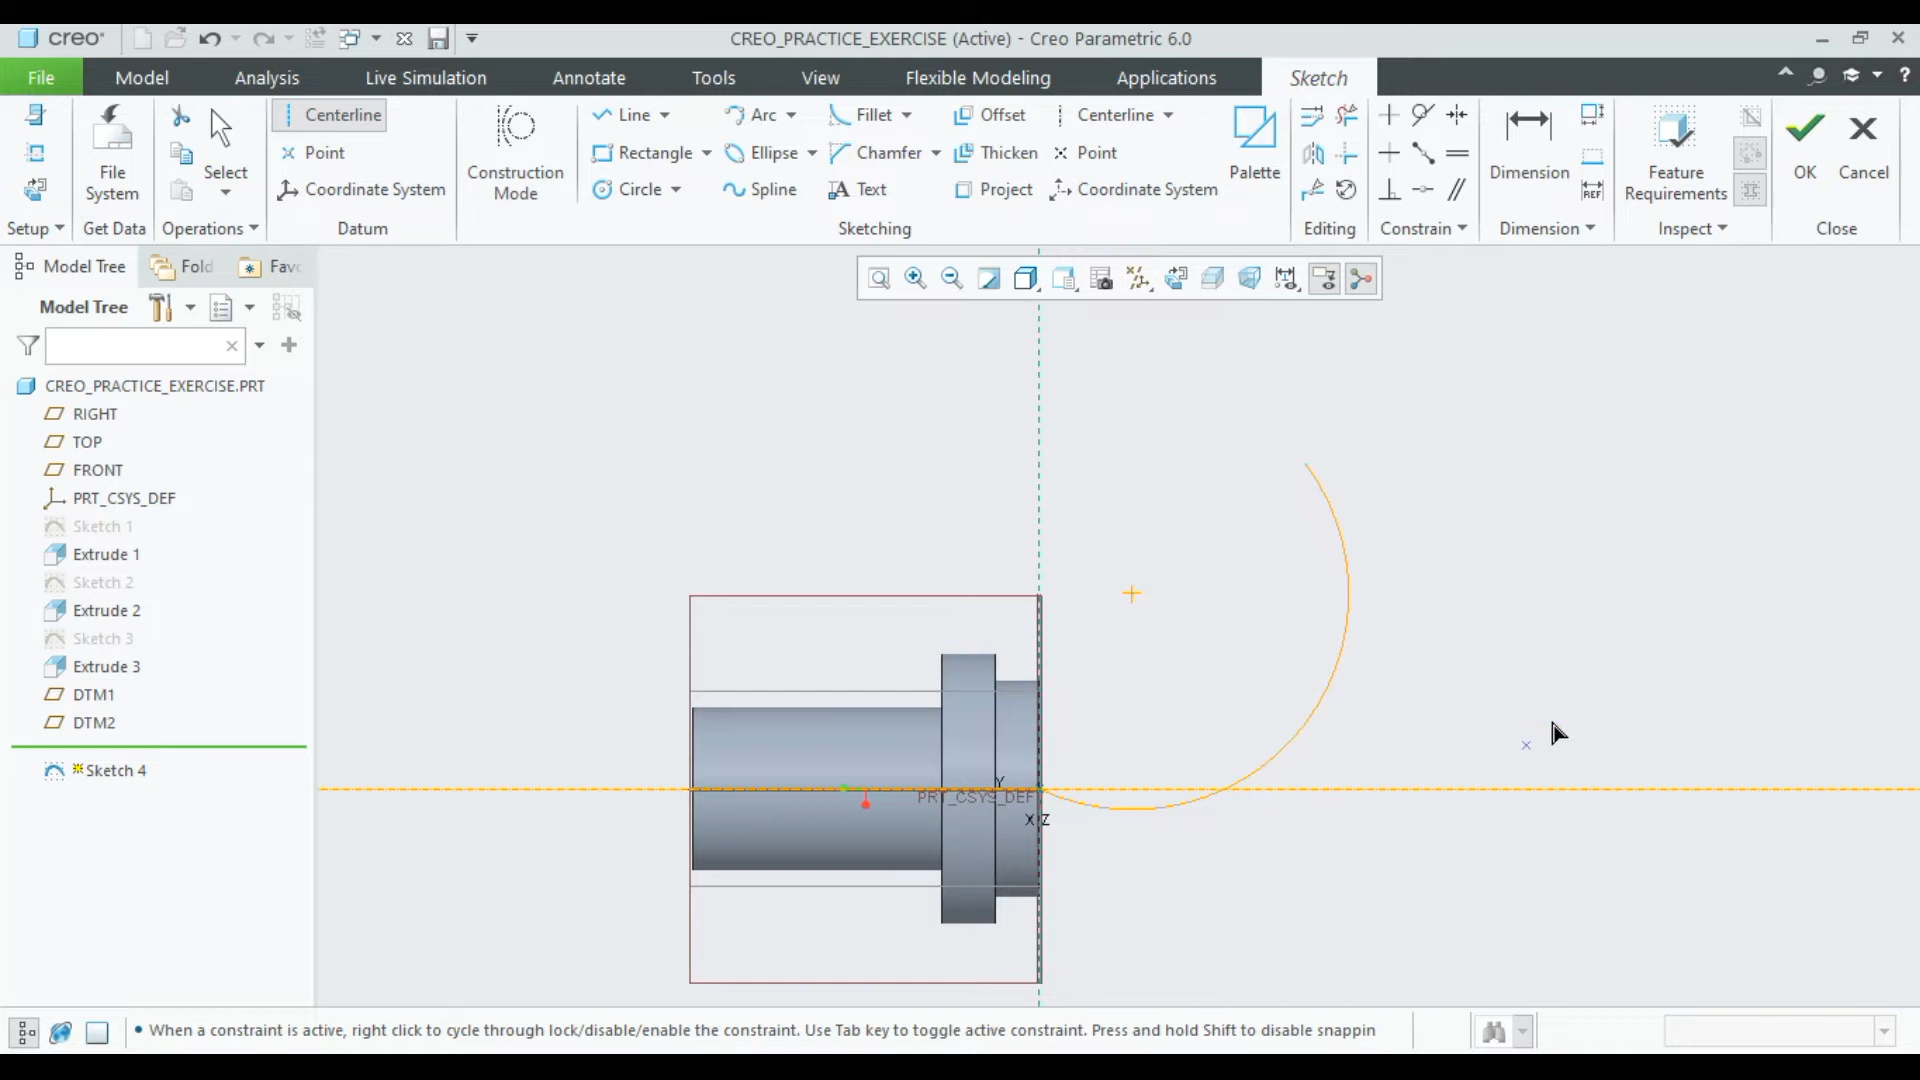 creo
CREO_PRACTICE_EXERCISE (Active) - Creo Parametric 6.0
File Model Analysis Live Simulation Annotate Tools View Flexible Modeling Applications Sketch
Centerline Line Arc Fillet Offset Centerline
Point Rectangle Ellipse Chamfer Thicken Point
Coordinate System Circle Spline Text Project Coordinate System
File System Select Construction Mode Palette Dimension REF Feature Requirements OK Cancel
Setup Get Data Operations Datum Sketching Editing Constrain Dimension Inspect Close
Model Tree Fold Favc
Model Tree
CREO_PRACTICE_EXERCISE.PRT
RIGHT
TOP
FRONT
PRT_CSYS_DEF
Sketch 1
Extrude 1
Sketch 2
Extrude 2
Sketch 3
Extrude 3
DTM1
DTM2
Sketch 4
Y
PRT_CSYS_DEF
X Z
When a constraint is active, right click to cycle through lock/disable/enable the constraint. Use Tab key to toggle active constraint. Press and hold Shift to disable snappin